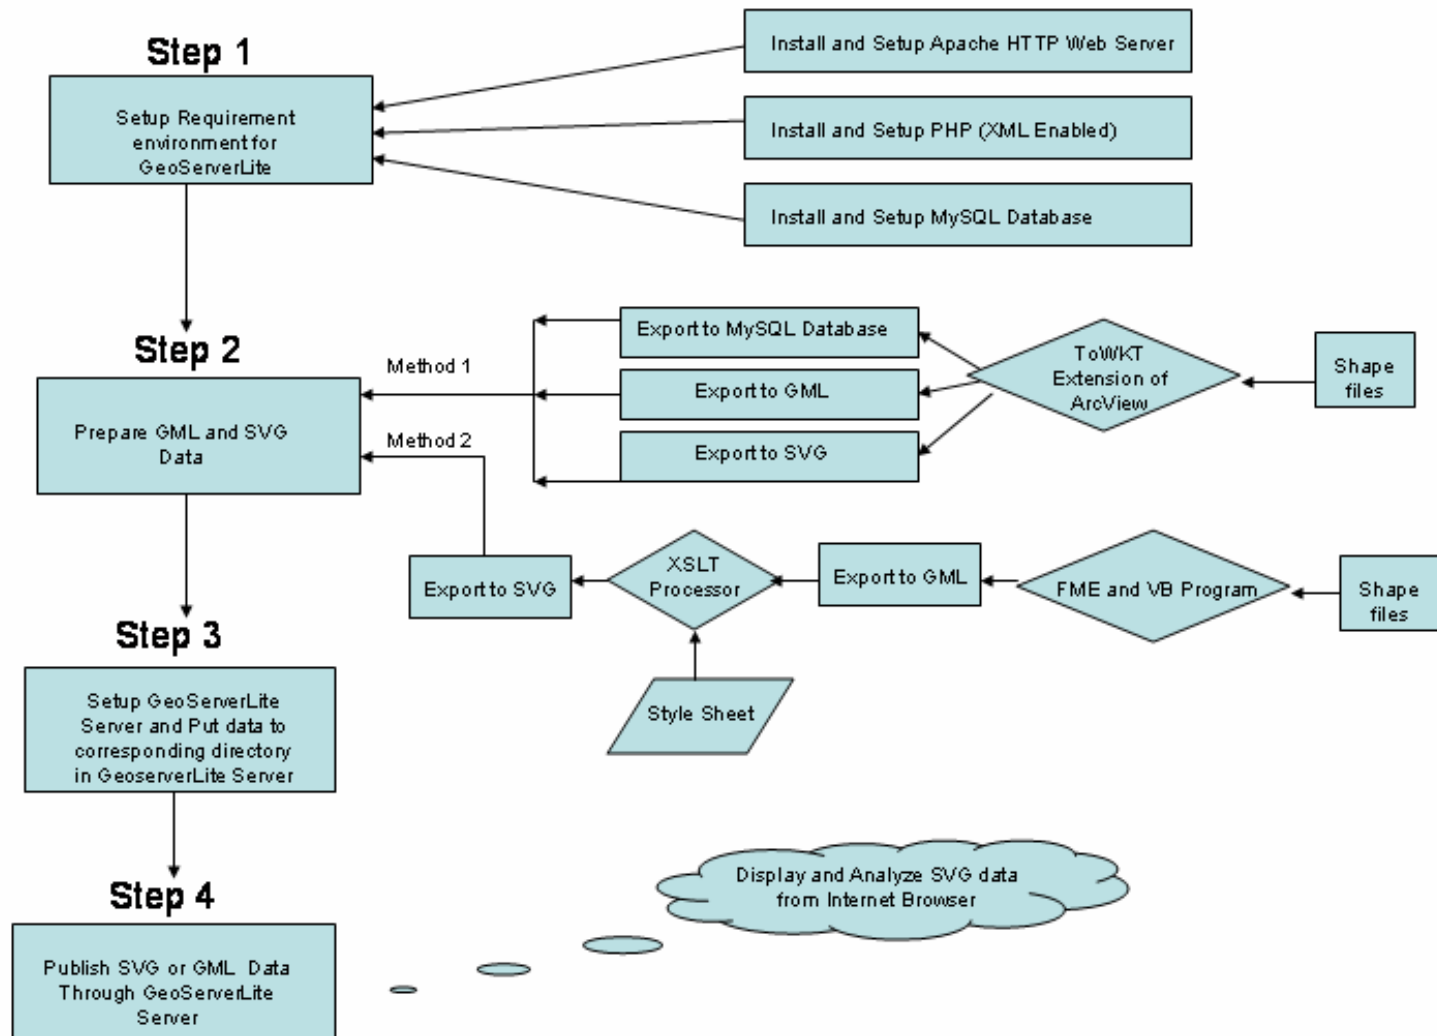 Step 1
Setup Requirement
environment for
GeoServerLite
Install and Setup Apache HTTP Web Server
Install and Setup PHP (XML Enabled)
Install and Setup MySQL Database
Step 2
Prepare GML and SVG
Data
Method 1
Method 2
Export to MySQL Database
Export to GML
Export to SVG
ToWKT
Extension of
ArcView
Shape
files
Export to SVG
XSLT
Processor
Export to GML
FME and VB Program
Shape
files
Style Sheet
Step 3
Setup GeoServerLite
Server and Put data to
corresponding directory
in GeoserverLite Server
Step 4
Publish SVG or GML Data
Through GeoServerLite
Server
Display and Analyze SVG data
from Internet Browser